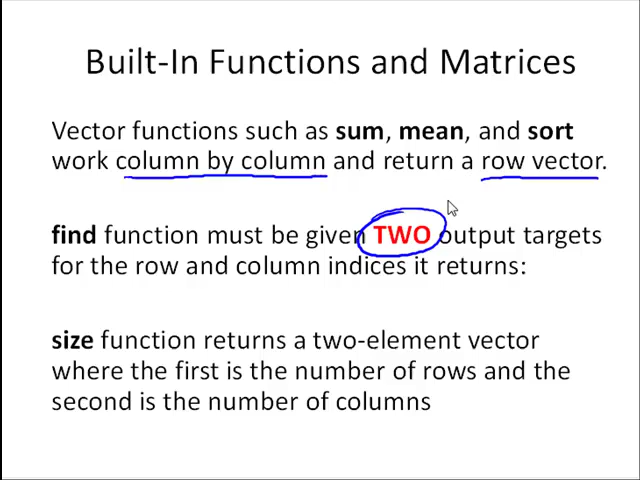 Built-In Functions and Matrices
Vector functions such as sum, mean, and sort
work column by column and return a row vector.
find function must be given TWO output targets
for the row and column indices it returns:
size function returns a two-element vector
where the first is the number of rows and the
second is the number of columns